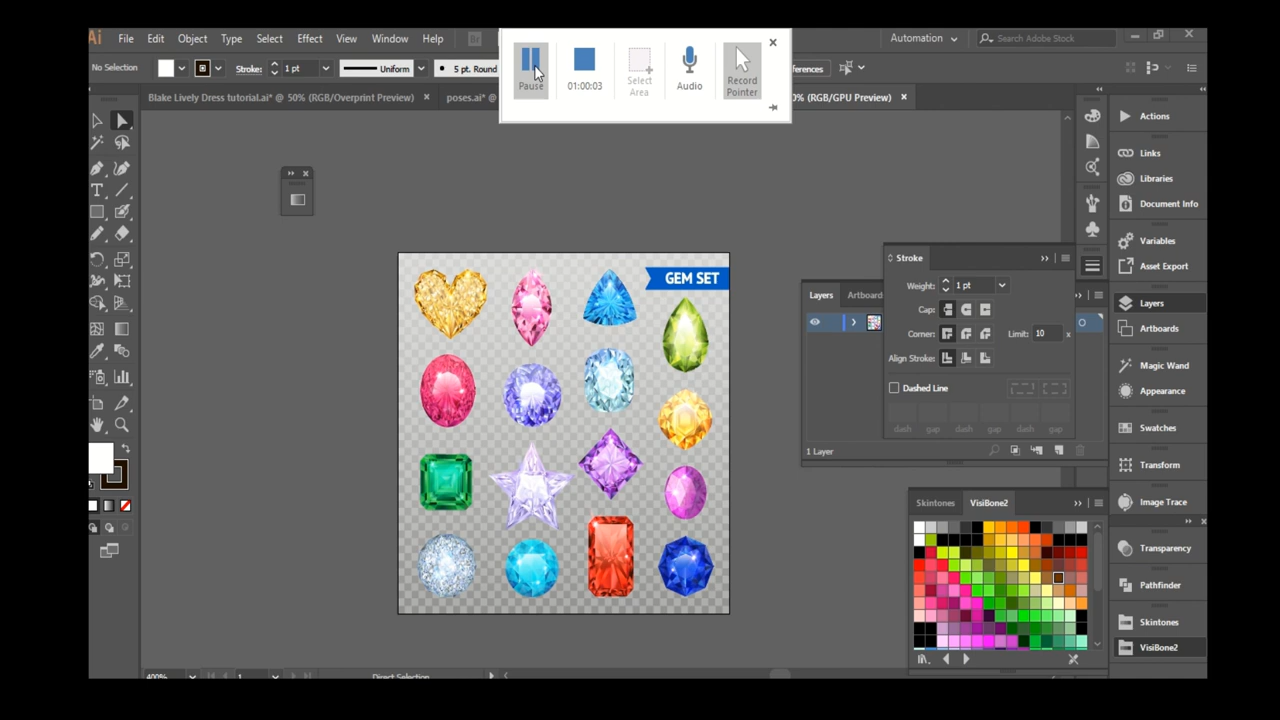 Ai File Edit Object Type Select Effect View Window Help Br Automation Search Adobe Stock
No Selection Stroke: 1 pt Uniform 5 pt. Round
Pause 01:00:03 Select Area Audio Record Pointer
ferences
Blake Lively Dress tutorial.ai* @ 50% (RGB/Overprint Preview) poses.ai* @ 0% (RGB/GPU Preview)
Actions
Links
Libraries
Document Info
Variables
Asset Export
Layers
Artboards
Magic Wand
Appearance
Swatches
Transform
Image Trace
Transparency
Pathfinder
Skintones
VisiBone2
GEM SET
Layers Artboar
1 Layer
Stroke
Weight: 1 pt
Cap:
Corner: Limit: 10 x
Align Stroke:
Dashed Line
dash gap dash gap dash gap
Skintones VisiBone2
400% 1 Direct Selection